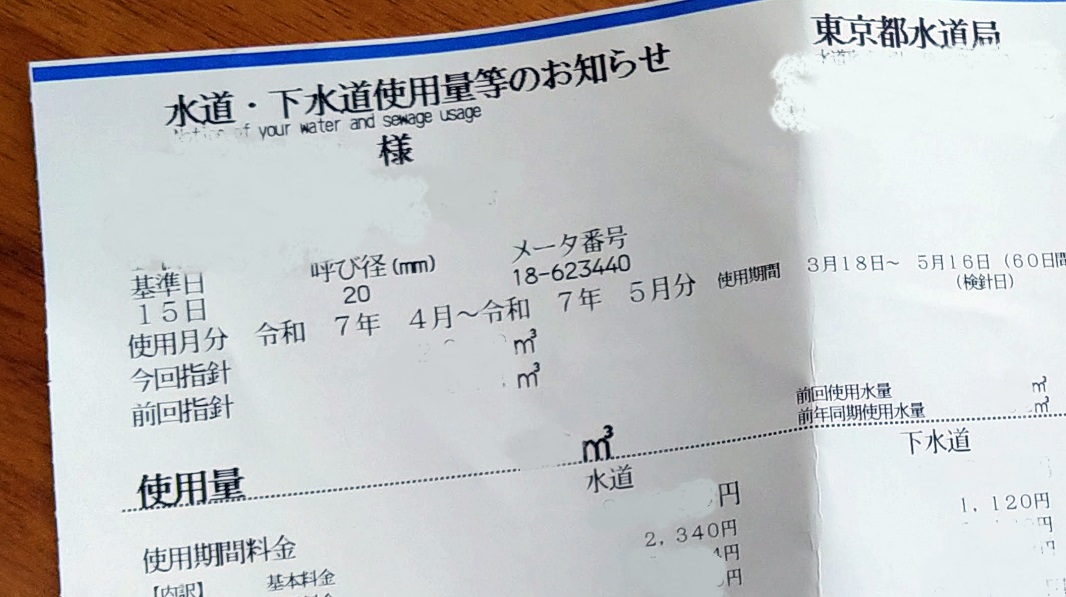 東京都水道局
水道・下水道使用量等のお知らせ
of your water and sewage usage
様
基準日 呼び径(mm) メータ番号
15日 20 18-623440
使用月分 令和 7年 4月～令和 7年 5月分 使用期間 3月18日～ 5月16日(60日間
(検針日)
今回指針 ㎥
前回指針 ㎥
前回使用水量 ㎥
前年同期使用水量 ㎥
使用量 ㎥
水道 下水道
使用期間料金 円 1,120円
【内訳】 基本料金 2,340円 円
円
円